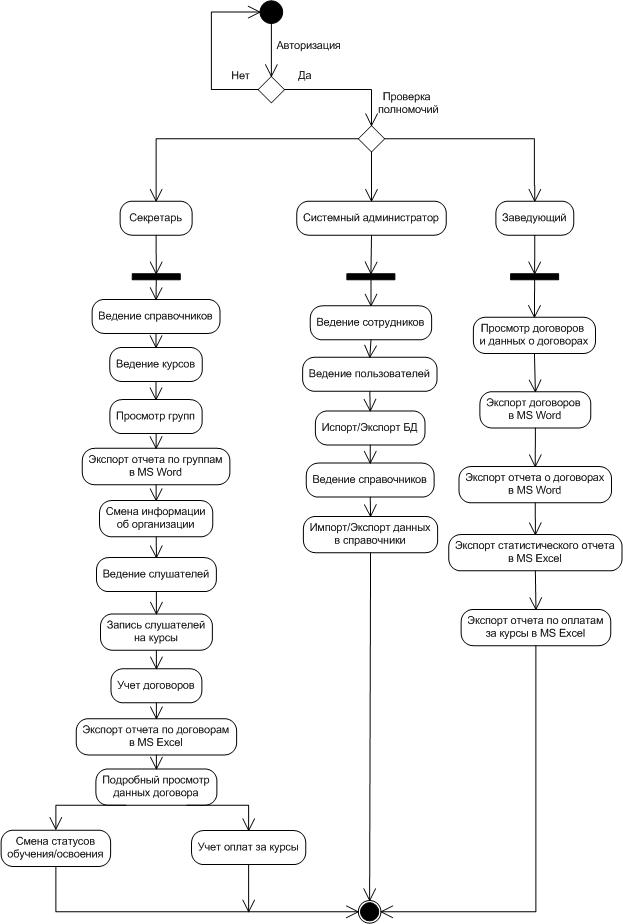 Авторизация
Нет
Да
Проверка
полномочий
Секретарь
Системный администратор
Заведующий
Ведение справочников
Ведение курсов
Просмотр групп
Экспорт отчета по группам
в MS Word
Смена информации
об организации
Ведение слушателей
Запись слушателей
на курсы
Учет договоров
Экспорт отчета по договорам
в MS Excel
Подробный просмотр
данных договора
Смена статусов
обучения/освоения
Учет оплат за курсы
Ведение сотрудников
Ведение пользователей
Испорт/Экспорт БД
Ведение справочников
Импорт/Экспорт данных
в справочники
Просмотр договоров
и данных о договорах
Экспорт договоров
в MS Word
Экспорт отчета о договорах
в MS Word
Экспорт статистического отчета
в MS Excel
Экспорт отчета по оплатам
за курсы в MS Excel